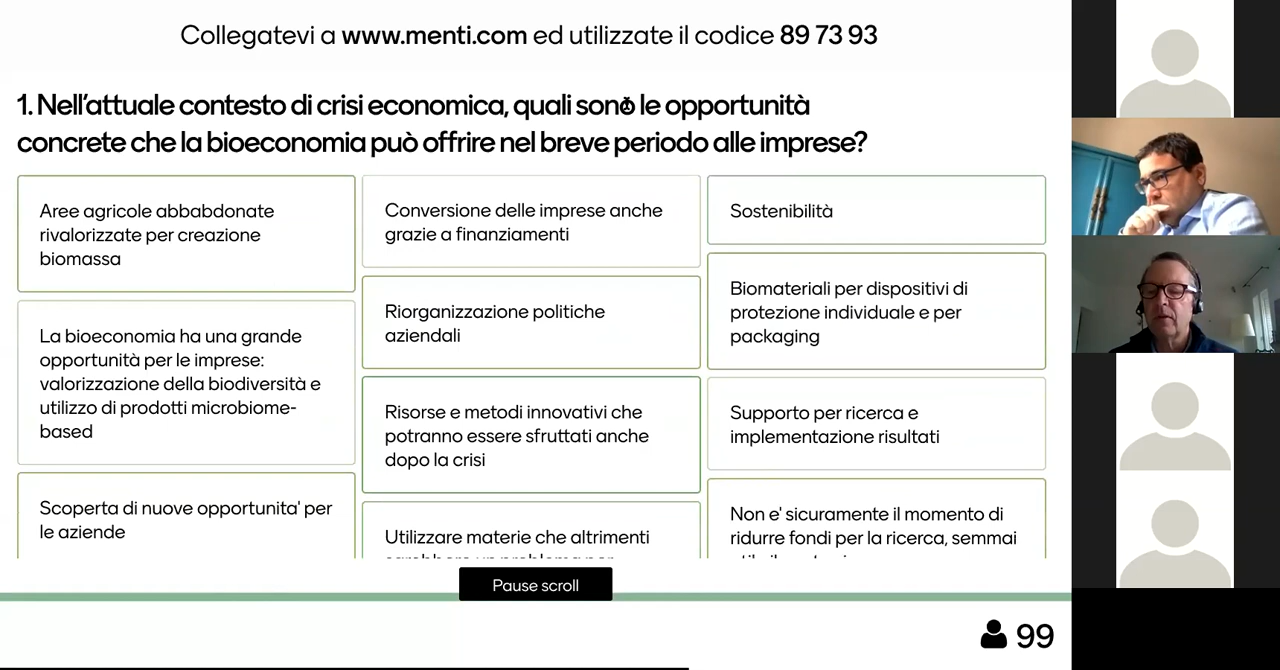 Collegatevi a www.menti.com ed utilizzate il codice 89 73 93
1. Nell'attuale contesto di crisi economica, quali sono le opportunità
concrete che la bioeconomia può offrire nel breve periodo alle imprese?
Aree agricole abbabdonate
rivalorizzate per creazione
biomassa
La bioeconomia ha una grande
opportunità per le imprese:
valorizzazione della biodiversità e
utilizzo di prodotti microbiome-
based
Scoperta di nuove opportunita' per
le aziende
Conversione delle imprese anche
grazie a finanziamenti
Riorganizzazione politiche
aziendali
Risorse e metodi innovativi che
potranno essere sfruttati anche
dopo la crisi
Utilizzare materie che altrimenti
Sostenibilità
Biomateriali per dispositivi di
protezione individuale e per
packaging
Supporto per ricerca e
implementazione risultati
Non e' sicuramente il momento di
ridurre fondi per la ricerca, semmai
Pause scroll
99